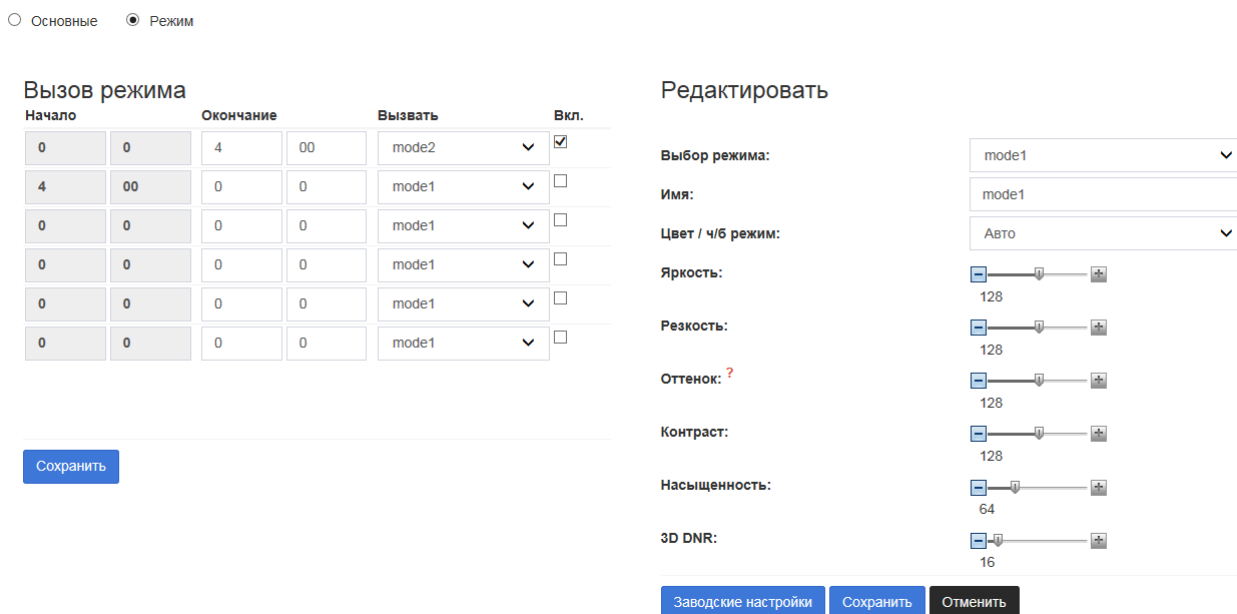 Основные Режим
Вызов режима
Начало Окончание Вызвать Вкл.
0 0 4 00 mode2
4 00 0 0 mode1
0 0 0 0 mode1
0 0 0 0 mode1
0 0 0 0 mode1
0 0 0 0 mode1
Сохранить
Редактировать
Выбор режима: mode1
Имя: mode1
Цвет / ч/б режим: Авто
Яркость:
128
Резкость:
128
Оттенок: ?
128
Контраст:
128
Насыщенность:
64
3D DNR:
16
Заводские настройки Сохранить Отменить